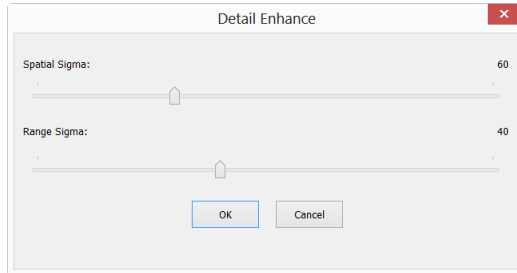 Detail Enhance
Spatial Sigma: 60
Range Sigma: 40
OK Cancel